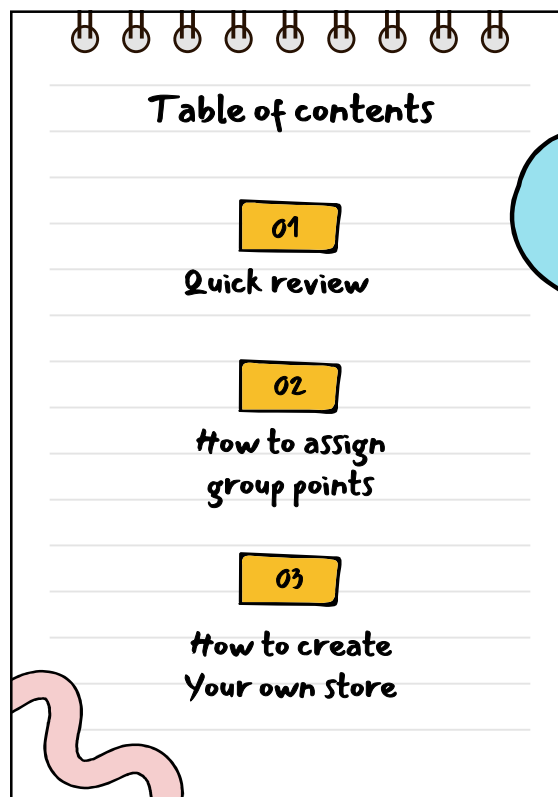 Table of contents
01
Quick review
02
How to assign
group points
03
How to create
Your own store